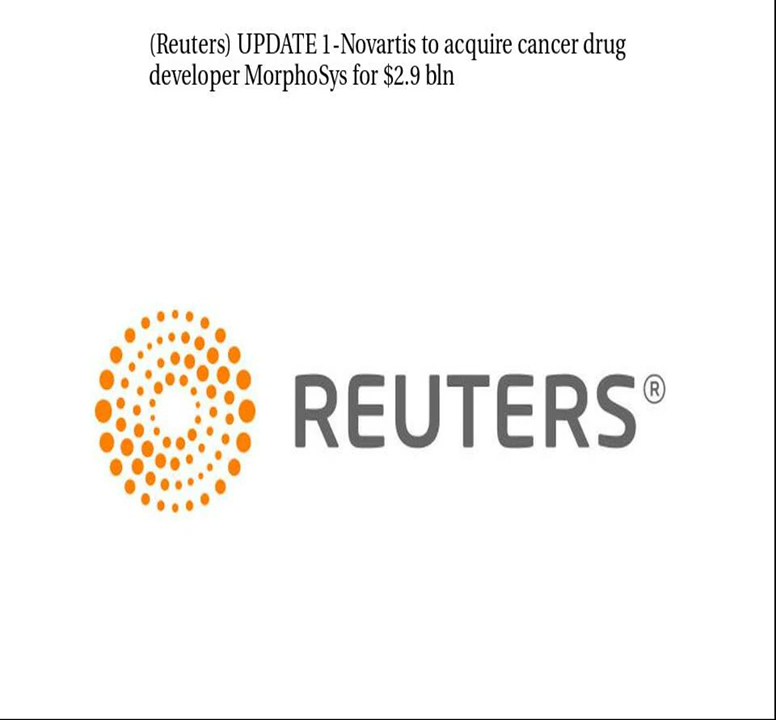 (Reuters) UPDATE 1-Novartis to acquire cancer drug
developer MorphoSys for $2.9 bln
REUTERS®